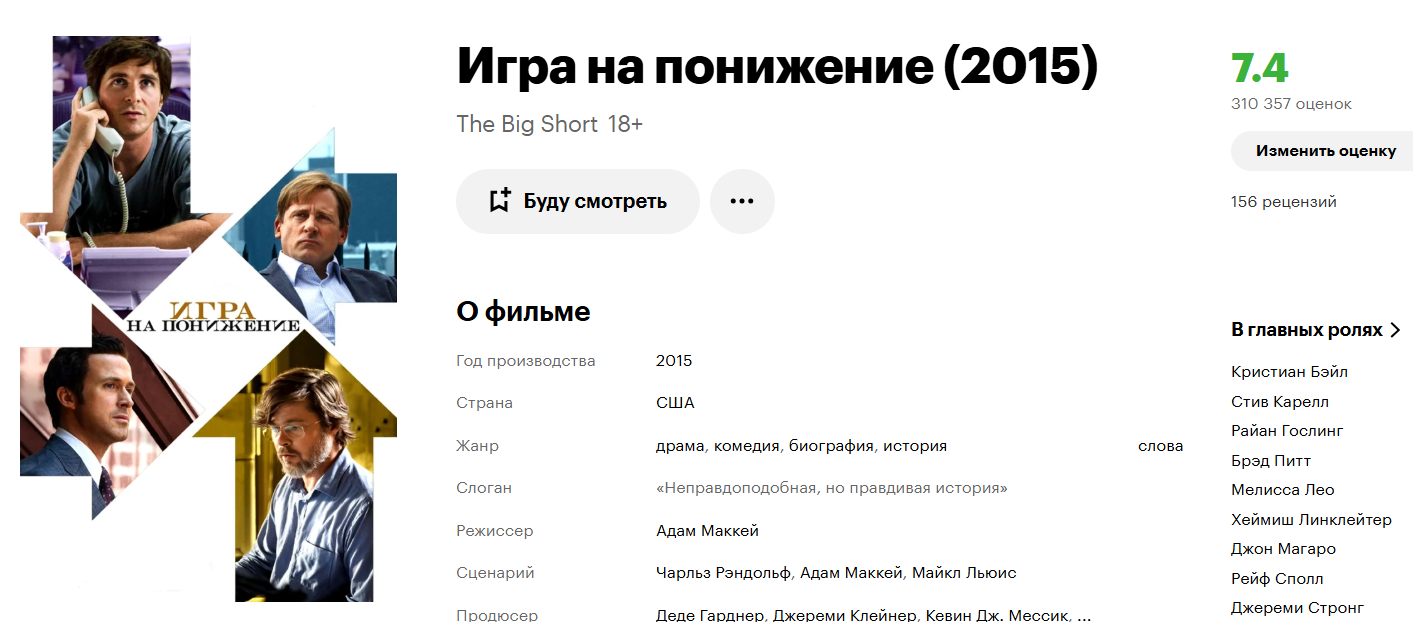 Игра на понижение (2015)
The Big Short 18+
Буду смотреть
7.4
310 357 оценок
Изменить оценку
156 рецензий
ИГРА
НА ПОНИЖЕНИЕ
О фильме
Год производства 2015
Страна США
Жанр драма, комедия, биография, история слова
Слоган «Неправдоподобная, но правдивая история»
Режиссер Адам Маккей
Сценарий Чарльз Рэндольф, Адам Маккей, Майкл Льюис
Продюсер Деде Гарднер, Джереми Клейнер, Кевин Дж. Мессик, ...
В главных ролях
Кристиан Бэйл
Стив Карелл
Райан Гослинг
Брэд Питт
Мелисса Лео
Хеймиш Линклейтер
Джон Магаро
Рейф Сполл
Джереми Стронг